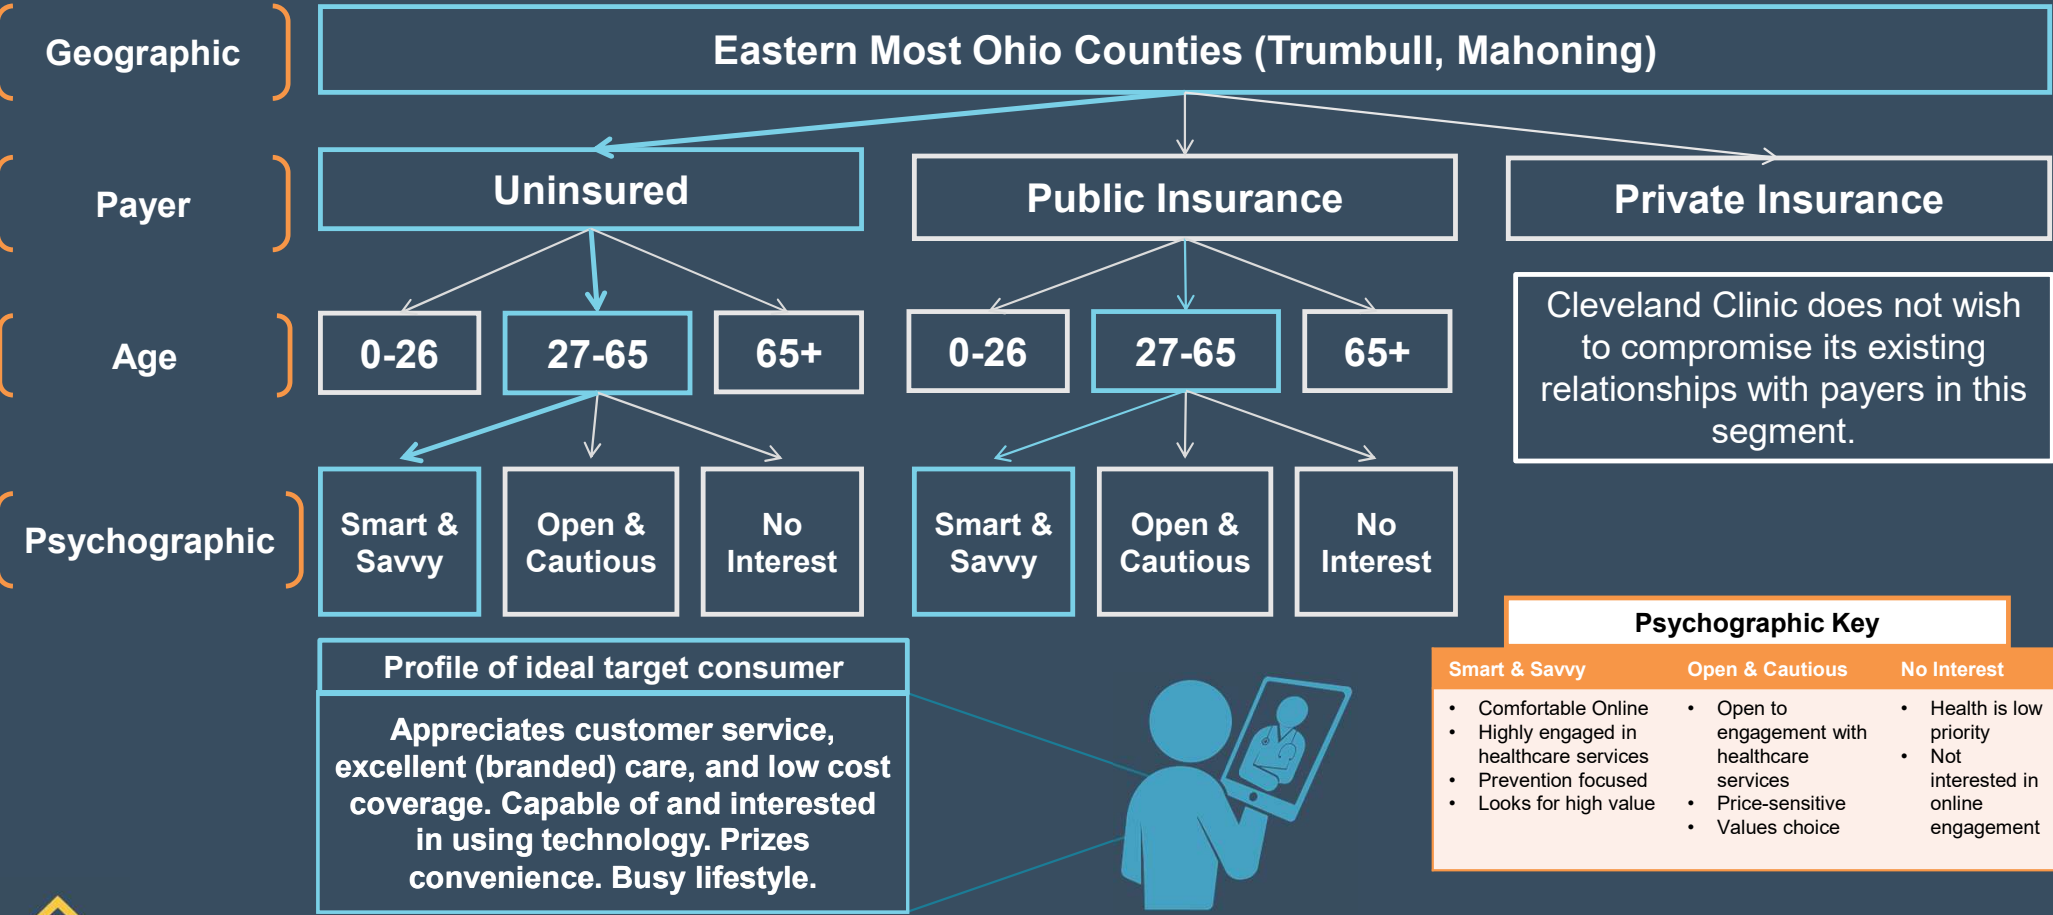 Geographic
Eastern Most Ohio Counties (Trumbull, Mahoning)
Payer
Uninsured
Public Insurance
Private Insurance
Age
0-26
27-65
65+
0-26
27-65
65+
Cleveland Clinic does not wish
to compromise its existing
relationships with payers in this
segment.
Psychographic
Smart &
Savvy
Open &
Cautious
No
Interest
Smart &
Savvy
Open &
Cautious
No
Interest
Profile of ideal target consumer
Appreciates customer service,
excellent (branded) care, and low cost
coverage. Capable of and interested
in using technology. Prizes
convenience. Busy lifestyle.
Psychographic Key
Smart & Savvy
• Comfortable Online
• Highly engaged in
healthcare services
• Prevention focused
• Looks for high value
Open & Cautious
• Open to
engagement with
healthcare
services
• Price-sensitive
• Values choice
No Interest
• Health is low
priority
• Not
interested in
online
engagement